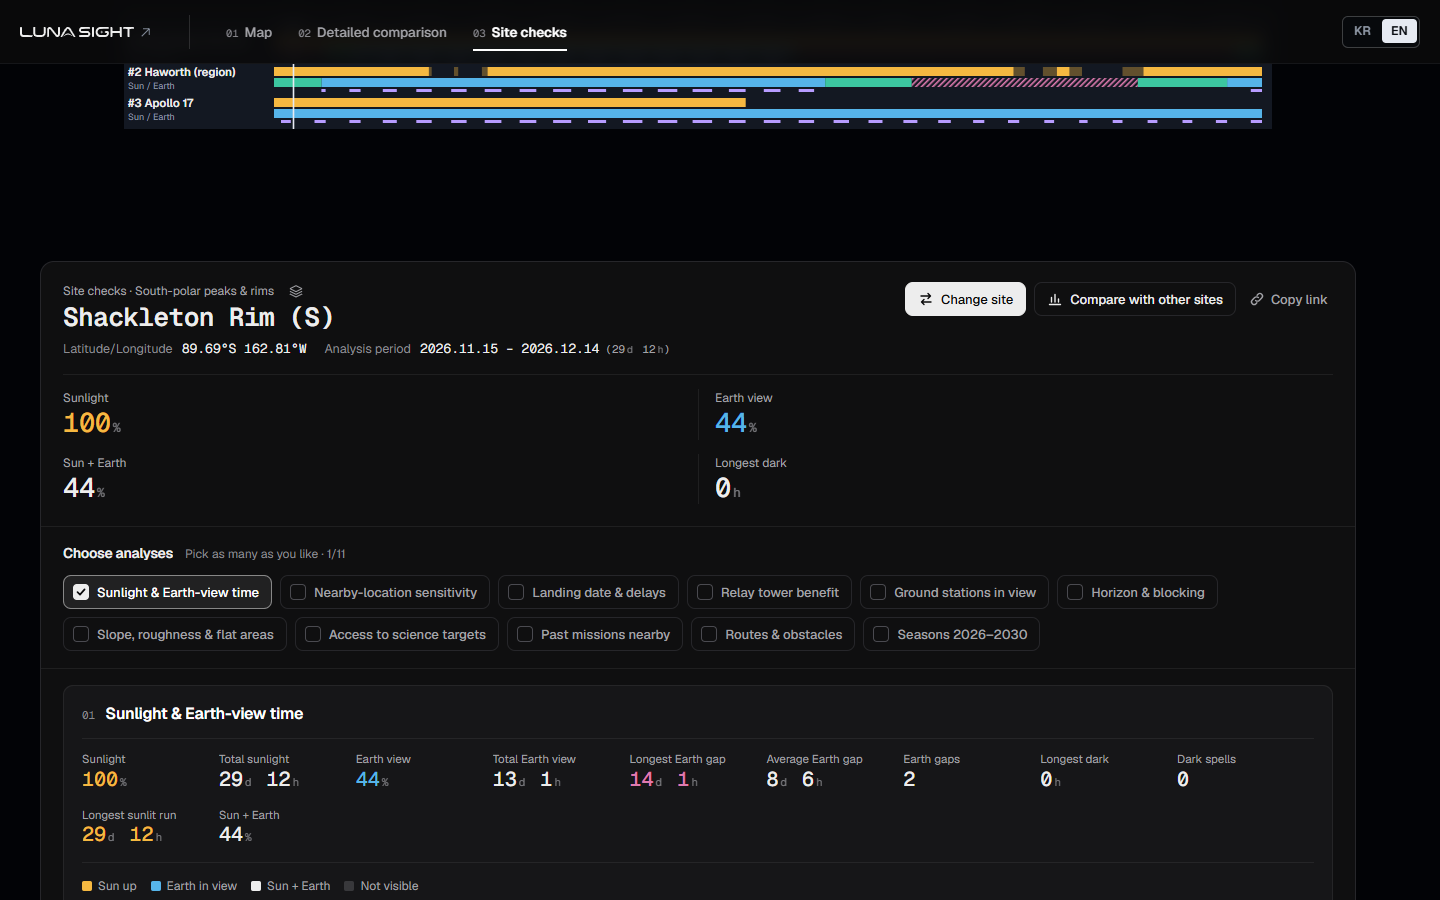 LUNA SIGHT
01 Map
02 Detailed comparison
03 Site checks
KR EN
#2 Haworth (region)
Sun / Earth
#3 Apollo 17
Sun / Earth
Site checks · South-polar peaks & rims
Shackleton Rim (S)
Latitude/Longitude 89.69°S 162.81°W Analysis period 2026.11.15 – 2026.12.14 (29d 12h)
Change site
Compare with other sites
Copy link
Sunlight
100%
Earth view
44%
Sun + Earth
44%
Longest dark
0h
Choose analyses Pick as many as you like · 1/11
Sunlight & Earth-view time
Nearby-location sensitivity
Landing date & delays
Relay tower benefit
Ground stations in view
Horizon & blocking
Slope, roughness & flat areas
Access to science targets
Past missions nearby
Routes & obstacles
Seasons 2026–2030
01 Sunlight & Earth-view time
Sunlight
100%
Total sunlight
29d 12h
Earth view
44%
Total Earth view
13d 1h
Longest Earth gap
14d 1h
Average Earth gap
8d 6h
Earth gaps
2
Longest dark
0h
Dark spells
0
Longest sunlit run
29d 12h
Sun + Earth
44%
Sun up
Earth in view
Sun + Earth
Not visible